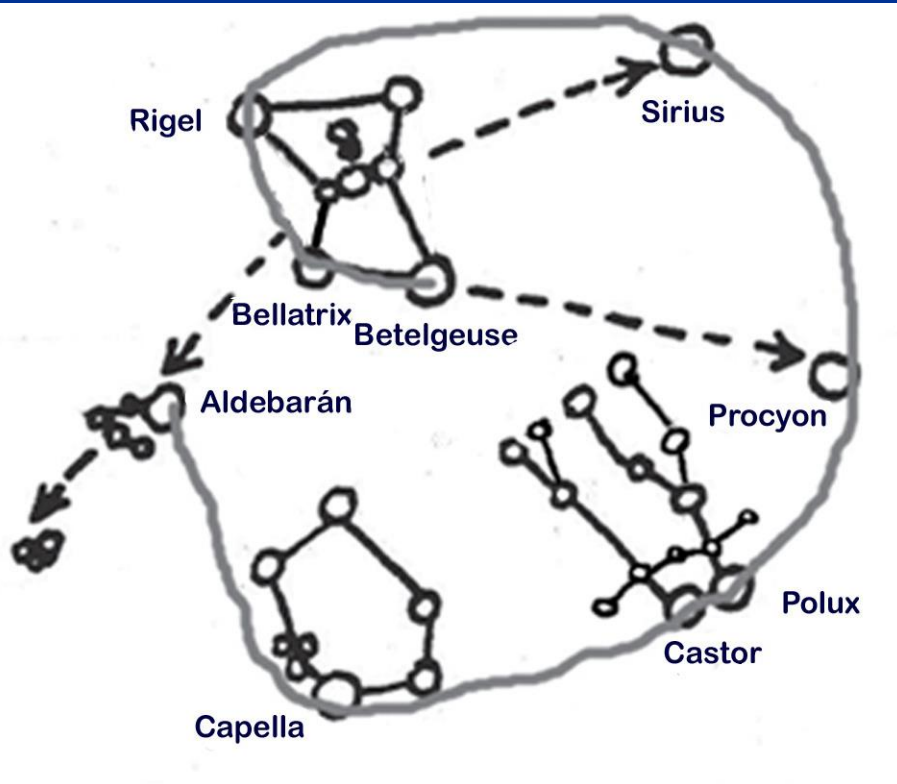 Sirius
Rigel
Bellatrix
Betelgeuse
Aldebarán
Procyon
Polux
Castor
Capella